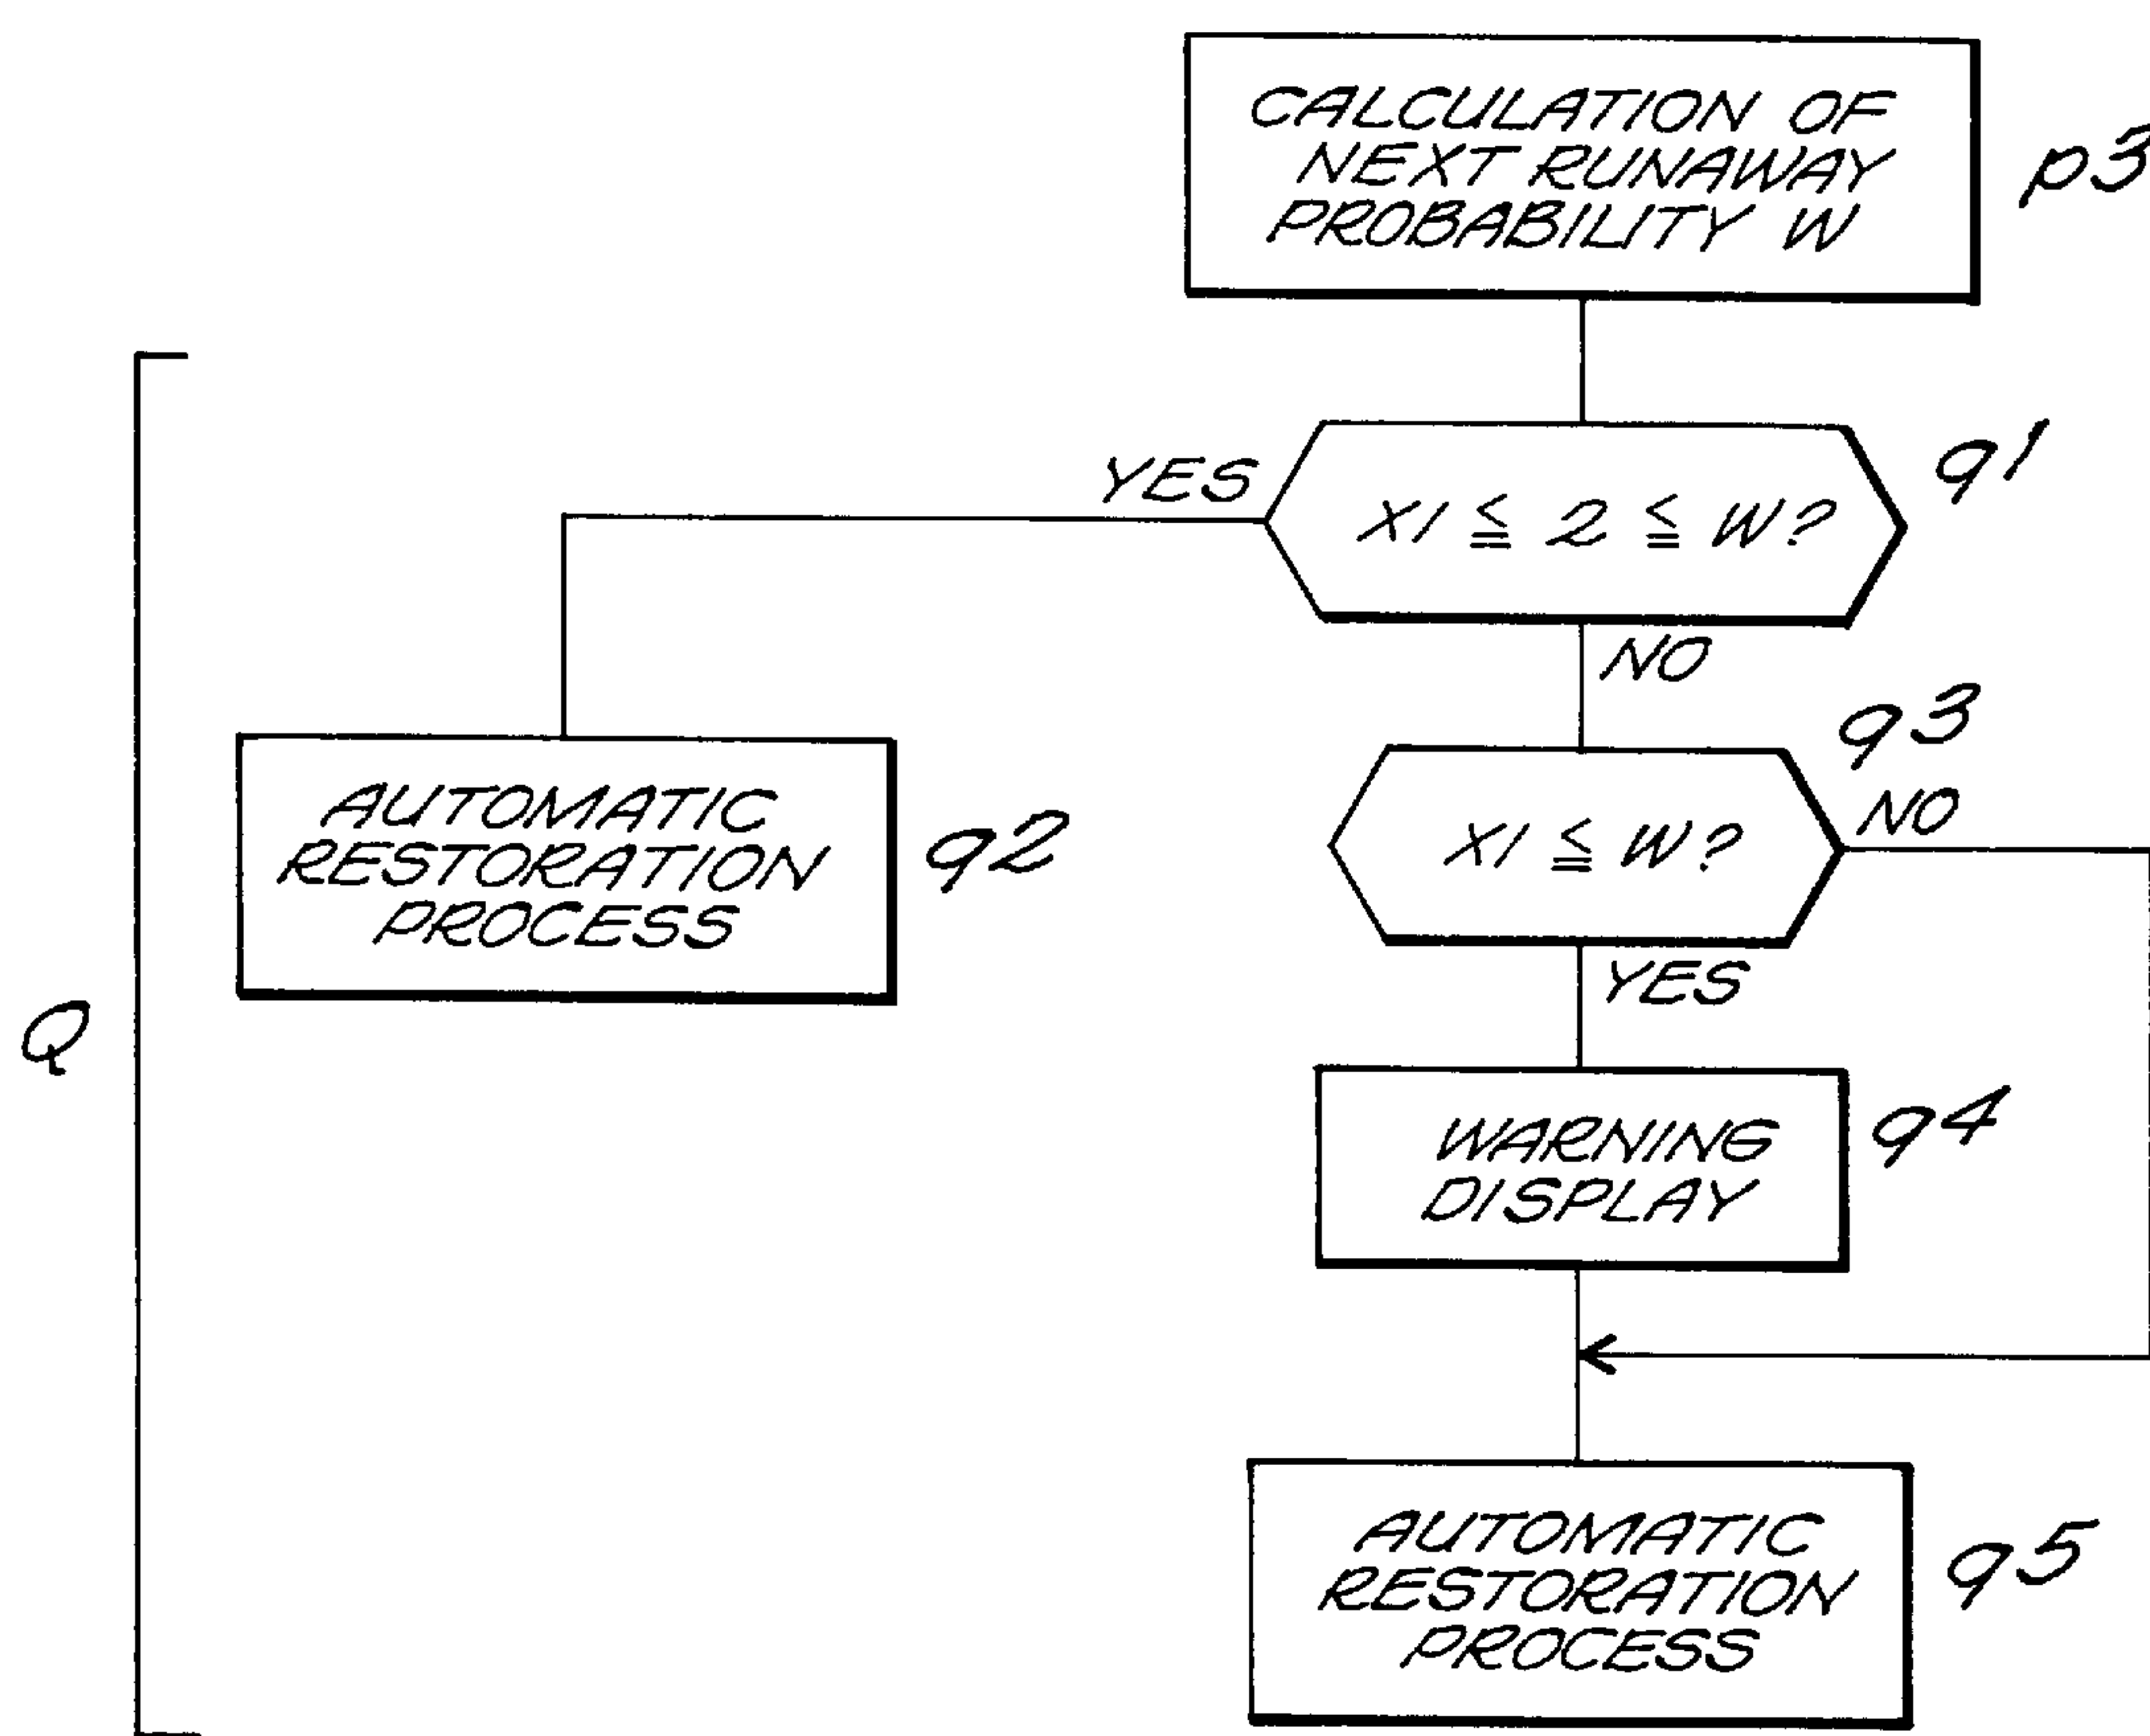 CALCULATION OF
NEXT RUNAWAY
PROBABILITY W
p3
q1
YES
X1 ≦ 2 ≦ W?
NO
q3
NO
AUTOMATIC
RESTORATION
PROCESS
q2
X1 ≦ W?
YES
Q
WARNING
DISPLAY
q4
AUTOMATIC
RESTORATION
PROCESS
q5